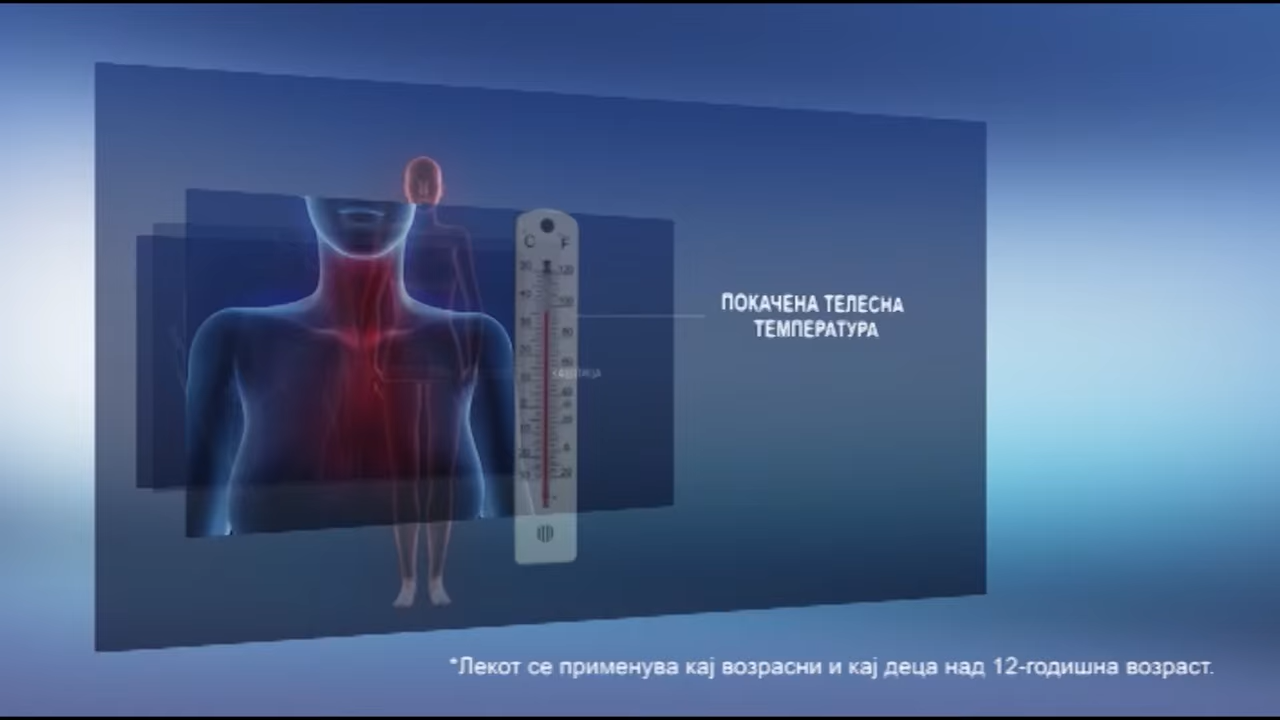 ПОКАЧЕНА ТЕЛЕСНА
ТЕМПЕРАТУРА
C F
*Лекот се применува кај возрасни и кај деца над 12-годишна возраст.